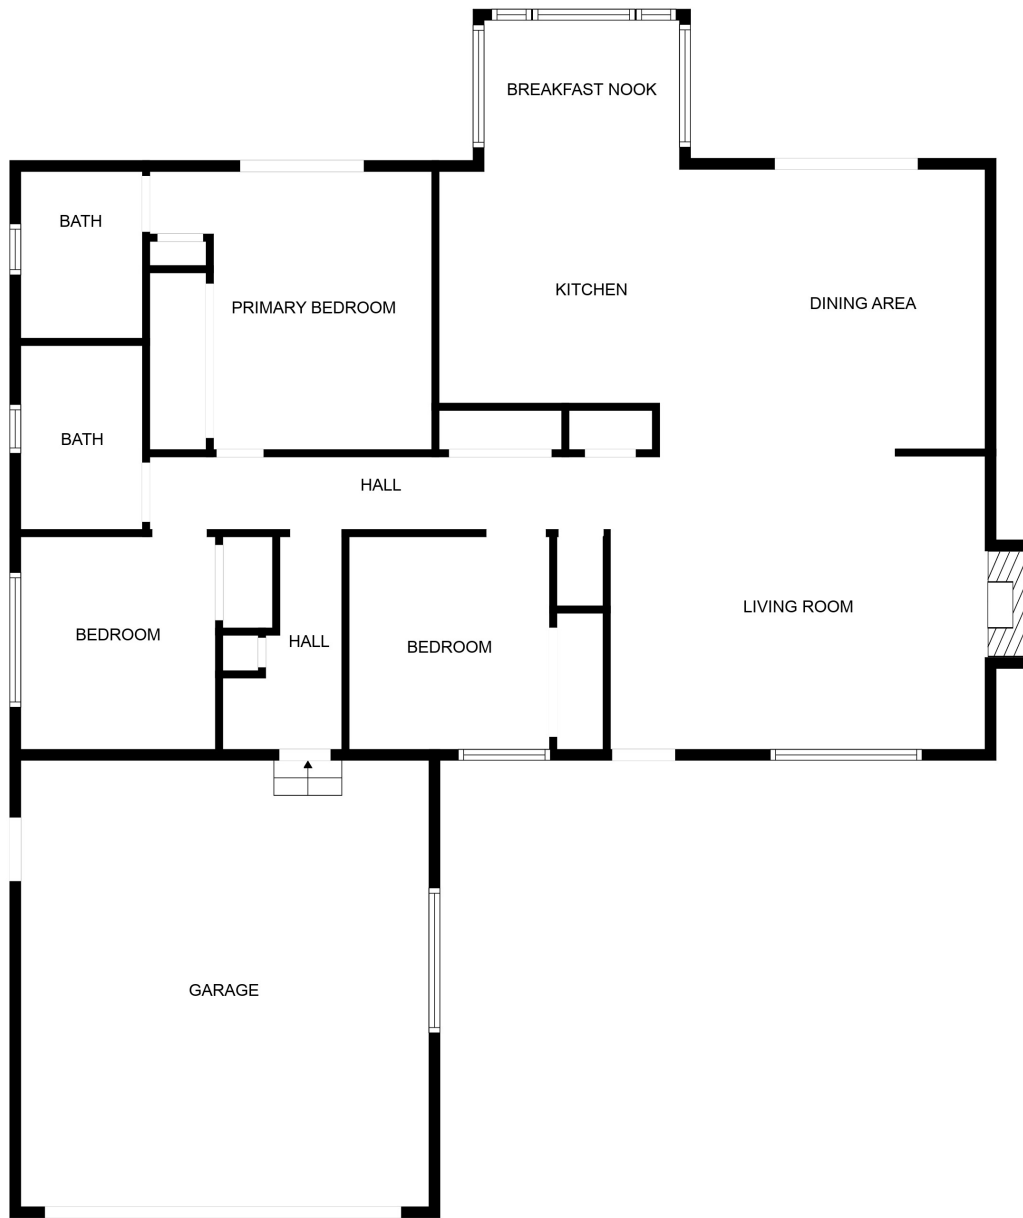 BREAKFAST NOOK
BATH
KITCHEN
DINING AREA
PRIMARY BEDROOM
BATH
HALL
LIVING ROOM
BEDROOM
HALL
BEDROOM
GARAGE